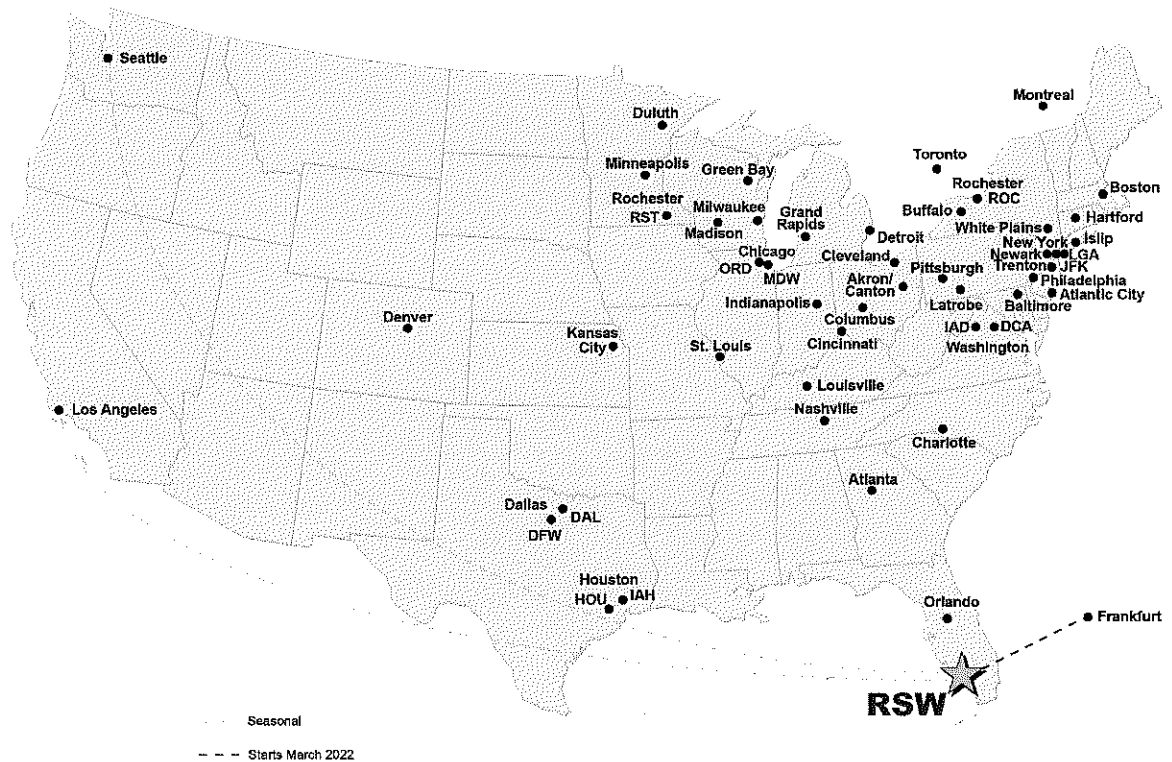 Seattle
Montreal
Duluth
Toronto
Minneapolis
Green Bay
Rochester
ROC
Boston
Rochester
RST
Milwaukee
Madison
Grand
Rapids
Buffalo
White Plains
Hartford
Detroit
New York
Islip
Chicago
ORD
MDW
Cleveland
Newark
LGA
JFK
Akron/
Canton
Pittsburgh
Trenton
Philadelphia
Latrobe
Atlantic City
Baltimore
Indianapolis
Columbus
Denver
Kansas
City
St. Louis
Cincinnati
IAD
DCA
Washington
Louisville
Los Angeles
Nashville
Charlotte
Atlanta
Dallas
DAL
DFW
Houston
HOU
IAH
Orlando
Frankfurt
RSW
Seasonal
Starts March 2022